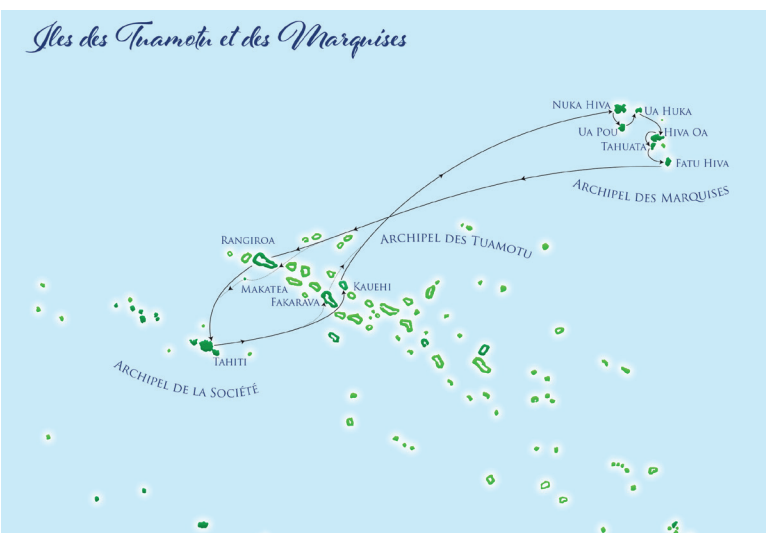 Iles des Tuamotu et des Marquises
Nuka Hiva
Ua Huka
Ua Pou
Hiva Oa
Tahuata
Fatu Hiva
Archipel des Marquises
Rangiroa
Archipel des Tuamotu
Makatea
Kauehi
Fakarava
Tahiti
Archipel de la Société